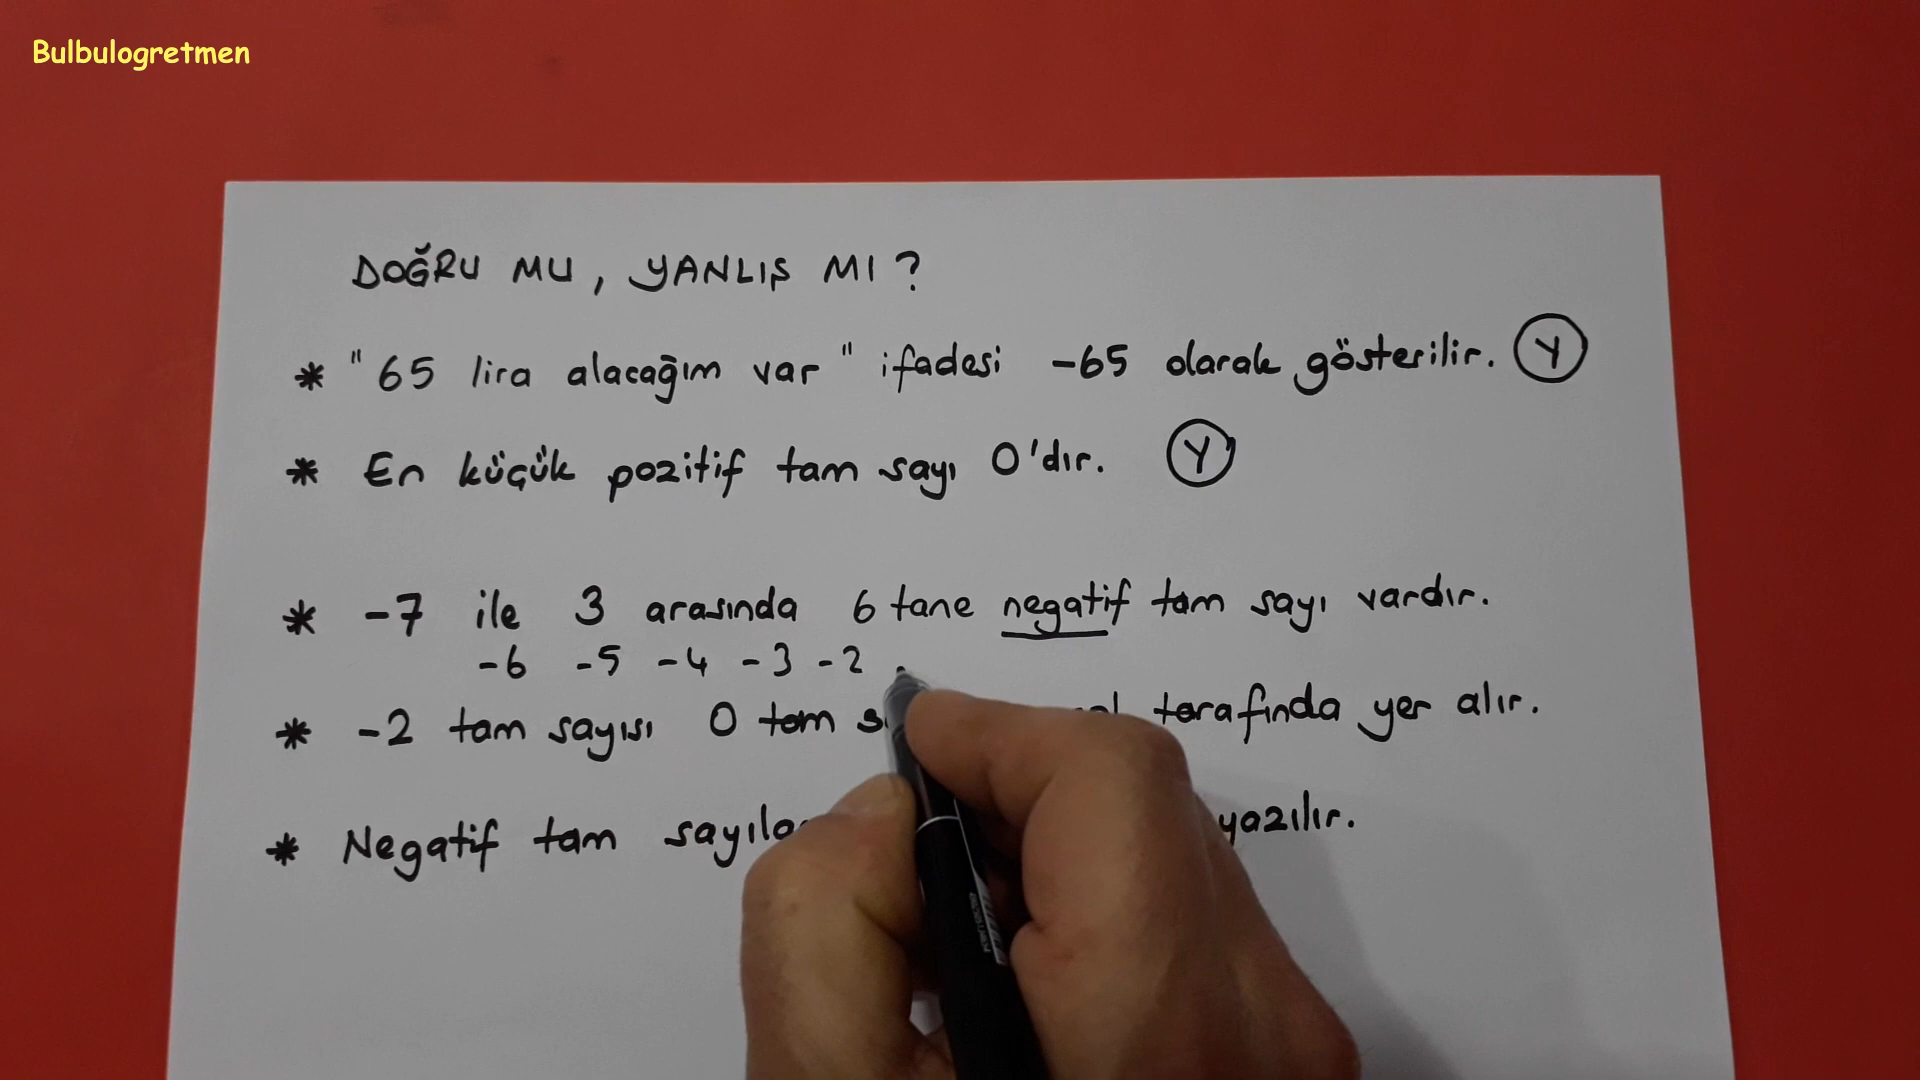 Bulbulogretmen
DOĞRU MU, YANLIŞ MI?
* "65 lira alacağım var" ifadesi -65 olarak gösterilir. Y
* En küçük pozitif tam sayı 0'dır. Y
* -7 ile 3 arasında 6 tane negatif tam sayı vardır.
-6 -5 -4 -3 -2
* -2 tam sayısı 0 tam tarafında yer alır.
* Negatif tam yazılır.